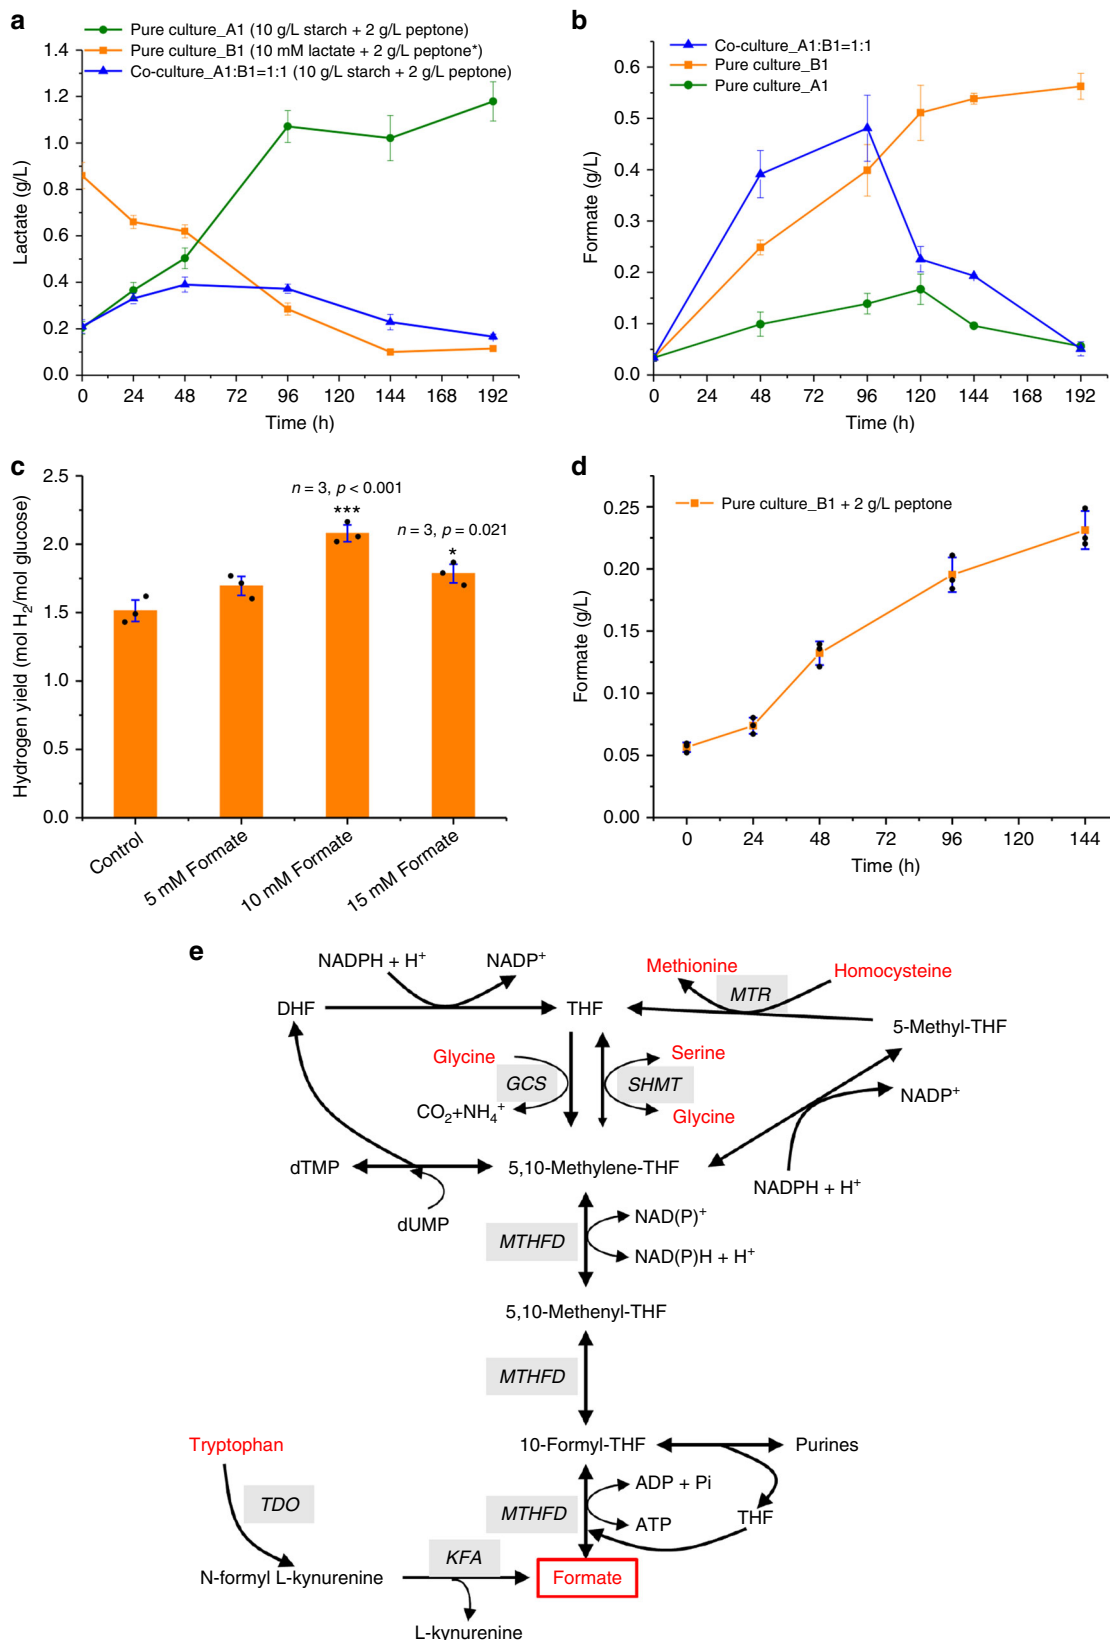 a
Pure culture_A1 (10 g/L starch + 2 g/L peptone)
Pure culture_B1 (10 mM lactate + 2 g/L peptone*)
Co-culture_A1:B1=1:1 (10 g/L starch + 2 g/L peptone)
1.4
1.2
1.0
0.8
0.6
0.4
0.2
0.0
Lactate (g/L)
0 24 48 72 96 120 144 168 192
Time (h)
b
Co-culture_A1:B1=1:1
Pure culture_B1
Pure culture_A1
0.6
0.5
0.4
0.3
0.2
0.1
0.0
Formate (g/L)
0 24 48 72 96 120 144 168 192
Time (h)
c
2.5
2.0
1.5
1.0
0.5
0.0
Hydrogen yield (mol H₂/mol glucose)
n = 3, p < 0.001
***
n = 3, p = 0.021
*
Control
5 mM Formate
10 mM Formate
15 mM Formate
d
Pure culture_B1 + 2 g/L peptone
0.25
0.20
0.15
0.10
0.05
0.00
Formate (g/L)
0 24 48 72 96 120 144
Time (h)
e
NADPH + H⁺
NADP⁺
Methionine
Homocysteine
MTR
DHF
THF
5-Methyl-THF
Glycine
Serine
GCS
SHMT
CO₂+NH₄⁺
Glycine
NADP⁺
dTMP
5,10-Methylene-THF
NADPH + H⁺
dUMP
NAD(P)⁺
MTHFD
NAD(P)H + H⁺
5,10-Methenyl-THF
MTHFD
Tryptophan
10-Formyl-THF
Purines
ADP + Pi
TDO
MTHFD
ATP
THF
KFA
N-formyl L-kynurenine
Formate
L-kynurenine